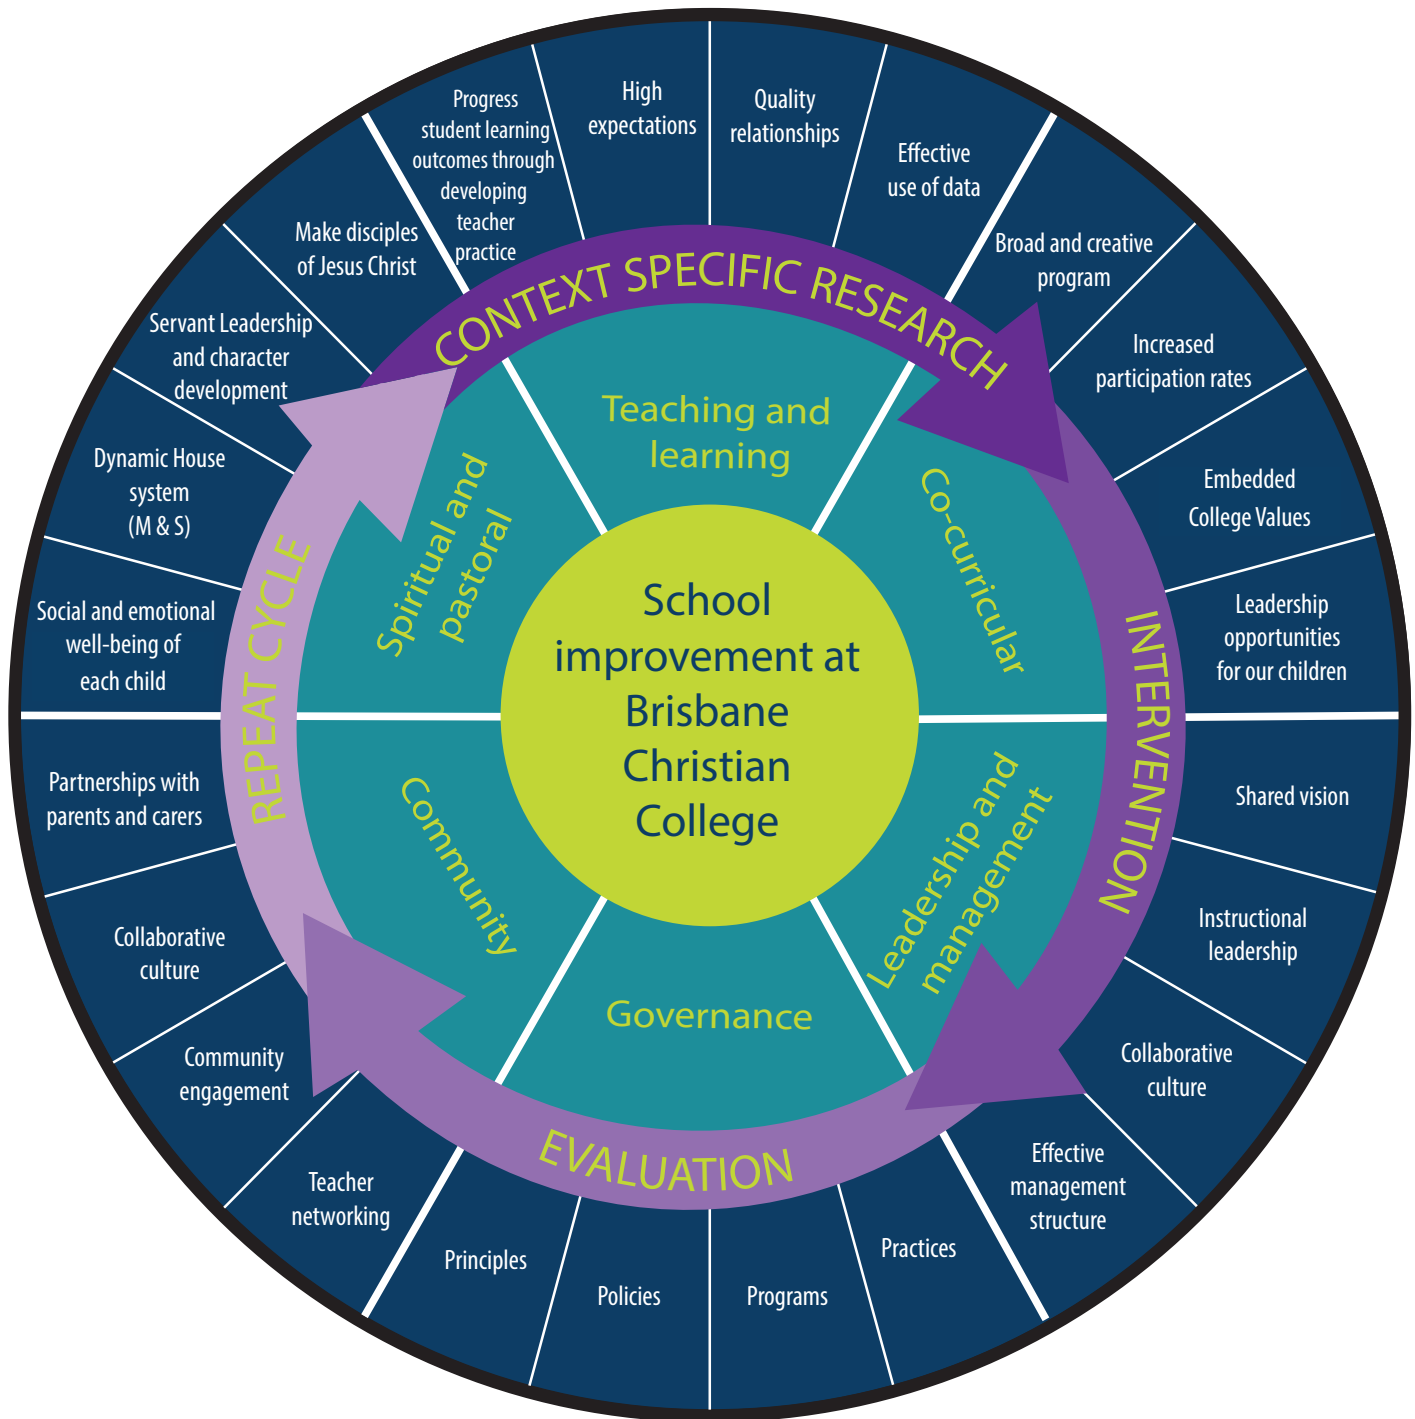 School
improvement at
Brisbane
Christian
College
Teaching and
learning
Co-curricular
Leadership and
management
Governance
Community
Spiritual and
pastoral
CONTEXT SPECIFIC RESEARCH
INTERVENTION
EVALUATION
REPEAT CYCLE
Progress
student learning
outcomes through
developing
teacher
practice
High
expectations
Quality
relationships
Effective
use of data
Broad and creative
program
Increased
participation rates
Embedded
College Values
Leadership
opportunities
for our children
Shared vision
Instructional
leadership
Collaborative
culture
Effective
management
structure
Practices
Programs
Policies
Principles
Teacher
networking
Community
engagement
Collaborative
culture
Partnerships with
parents and carers
Social and emotional
well-being of
each child
Dynamic House
system
(M & S)
Servant Leadership
and character
development
Make disciples
of Jesus Christ